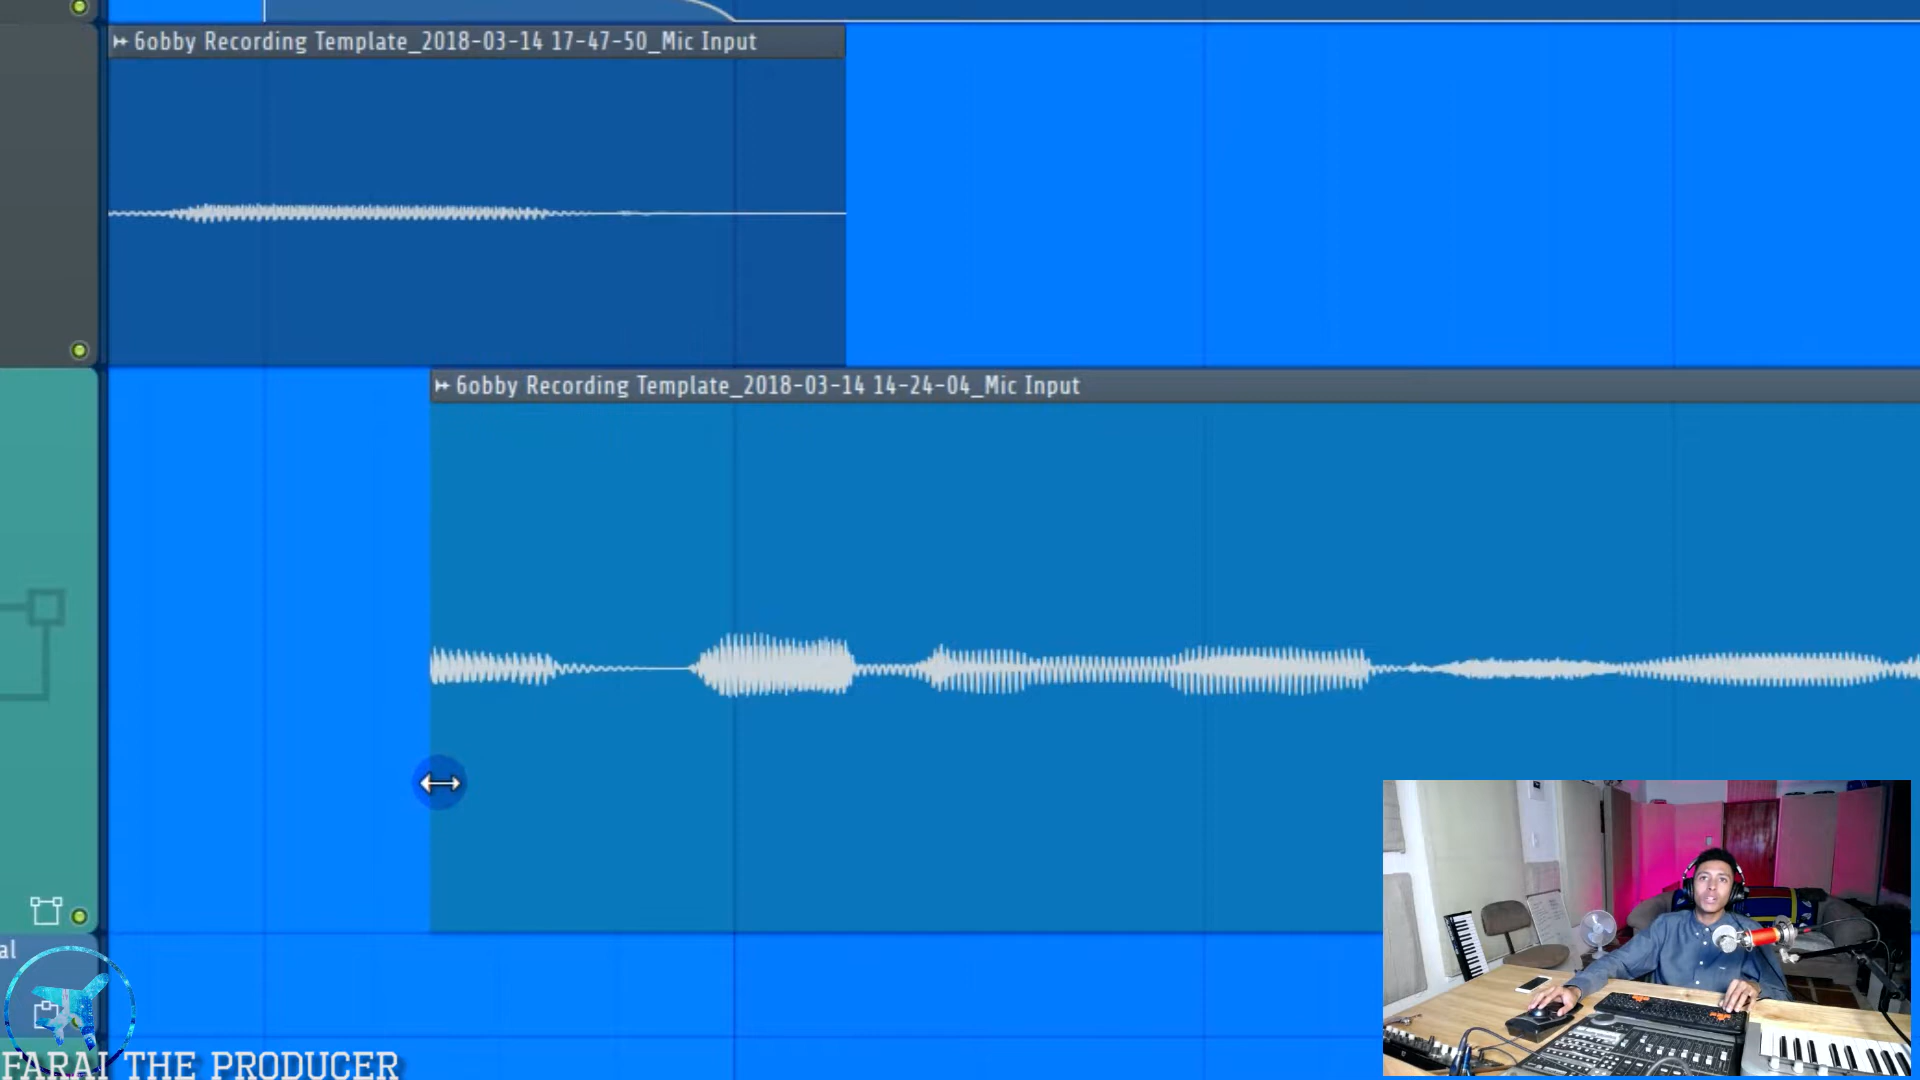 6obby Recording Template_2018-03-14 17-47-50_Mic Input
6obby Recording Template_2018-03-14 14-24-04_Mic Input
al
FARAI THE PRODUCER